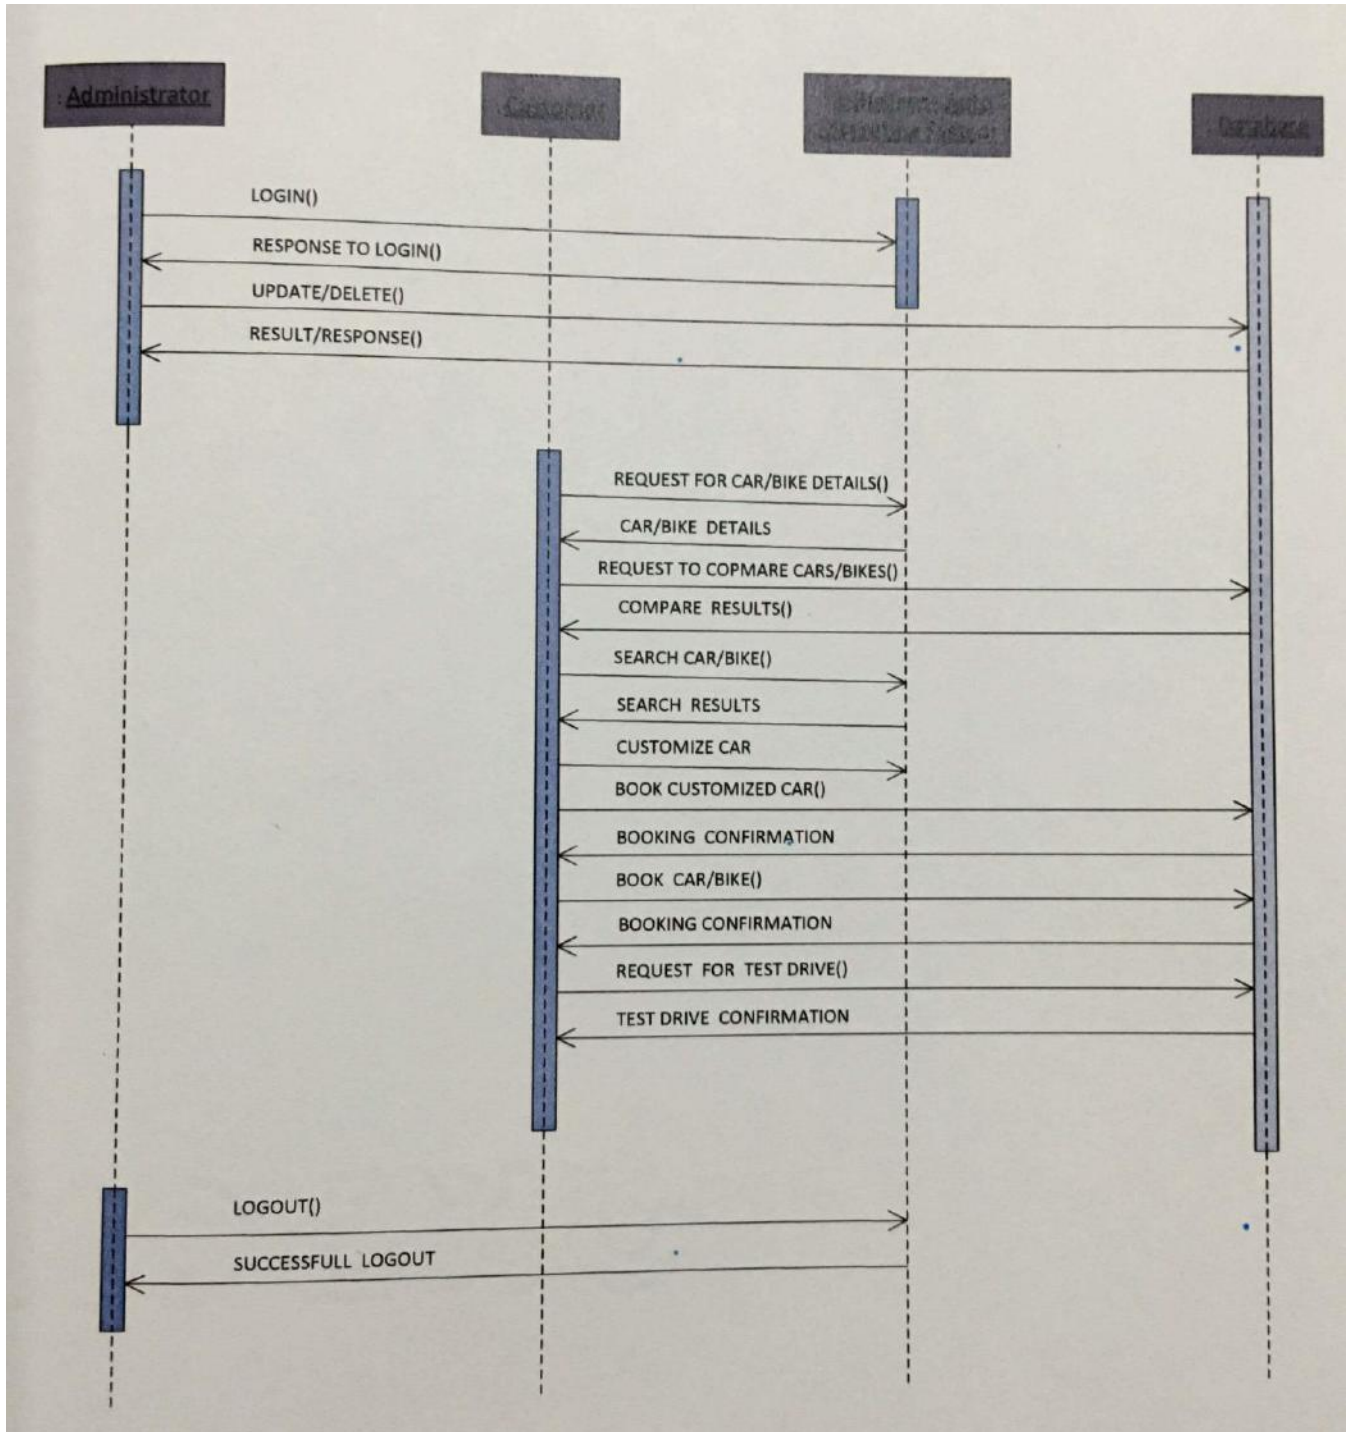 : Administrator
: Customer
: Database
LOGIN()
RESPONSE TO LOGIN()
UPDATE/DELETE()
RESULT/RESPONSE()
REQUEST FOR CAR/BIKE DETAILS()
CAR/BIKE DETAILS
REQUEST TO COPMARE CARS/BIKES()
COMPARE RESULTS()
SEARCH CAR/BIKE()
SEARCH RESULTS
CUSTOMIZE CAR
BOOK CUSTOMIZED CAR()
BOOKING CONFIRMATION
BOOK CAR/BIKE()
BOOKING CONFIRMATION
REQUEST FOR TEST DRIVE()
TEST DRIVE CONFIRMATION
LOGOUT()
SUCCESSFULL LOGOUT